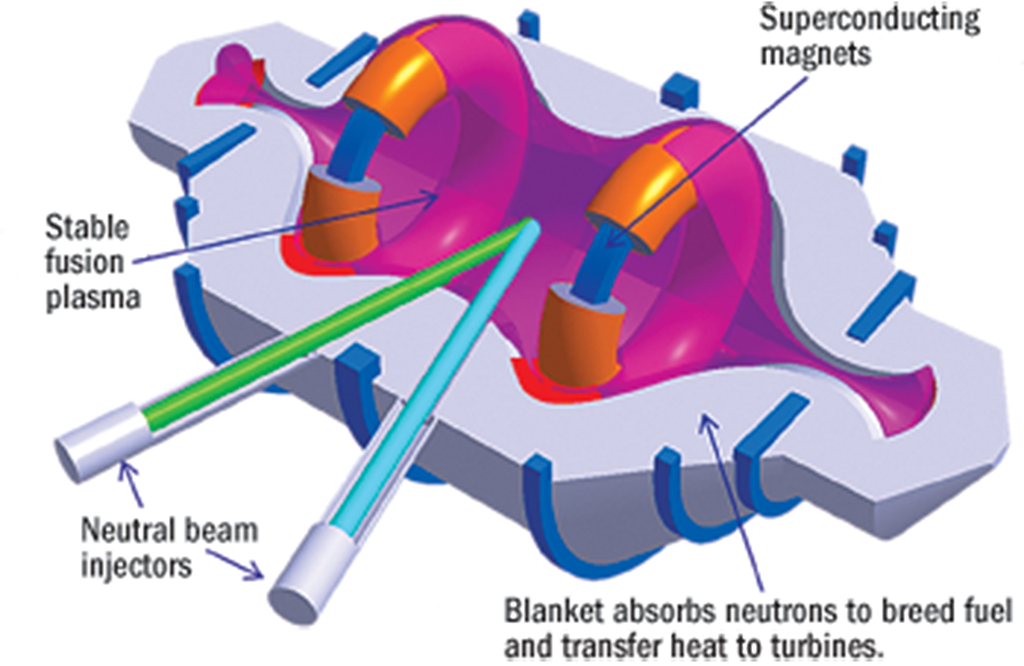 Superconducting
magnets
Stable
fusion
plasma
Neutral beam
injectors
Blanket absorbs neutrons to breed fuel
and transfer heat to turbines.